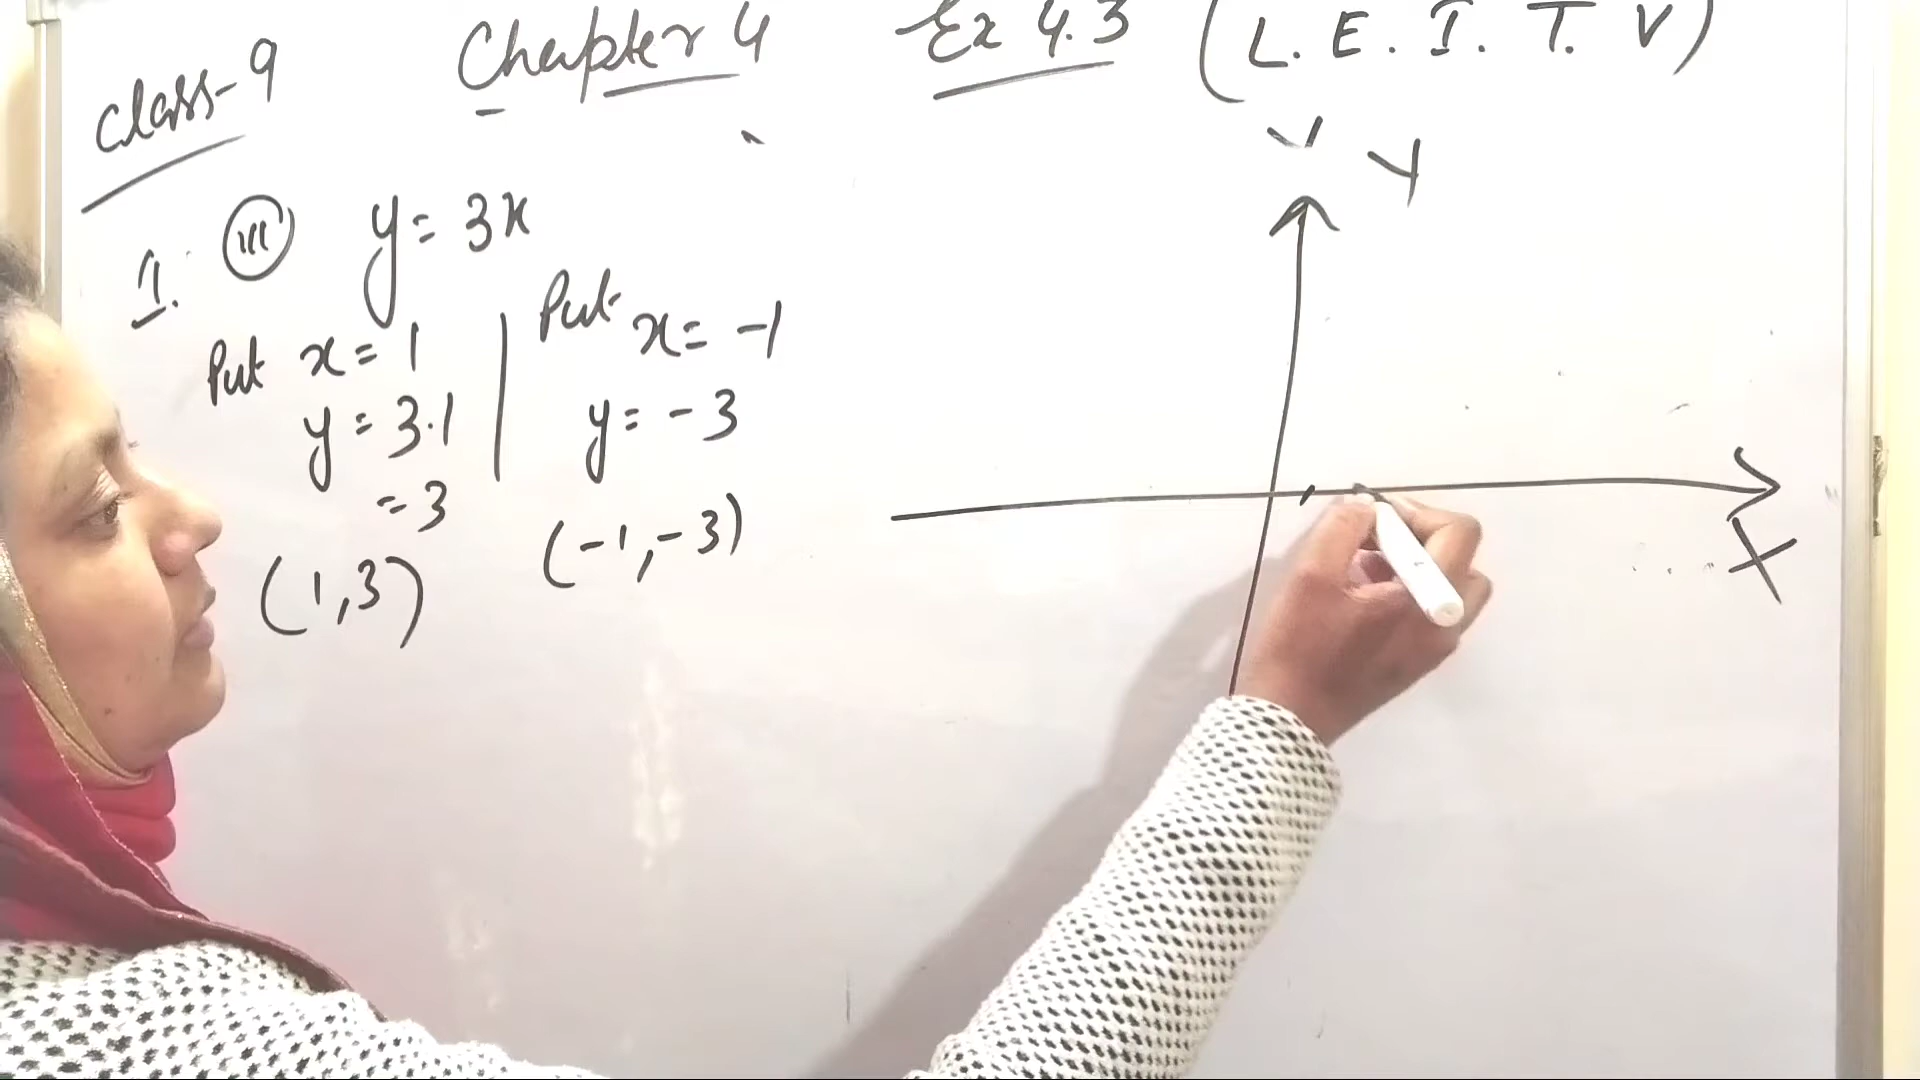 class-9 Chapter 4 Ex 4.3 (L. E. I. T. V)
1. (iii) y = 3x
Put x = 1
y = 3.1
= 3
(1,3)
Put x = -1
y = -3
(-1,-3)
Y
X